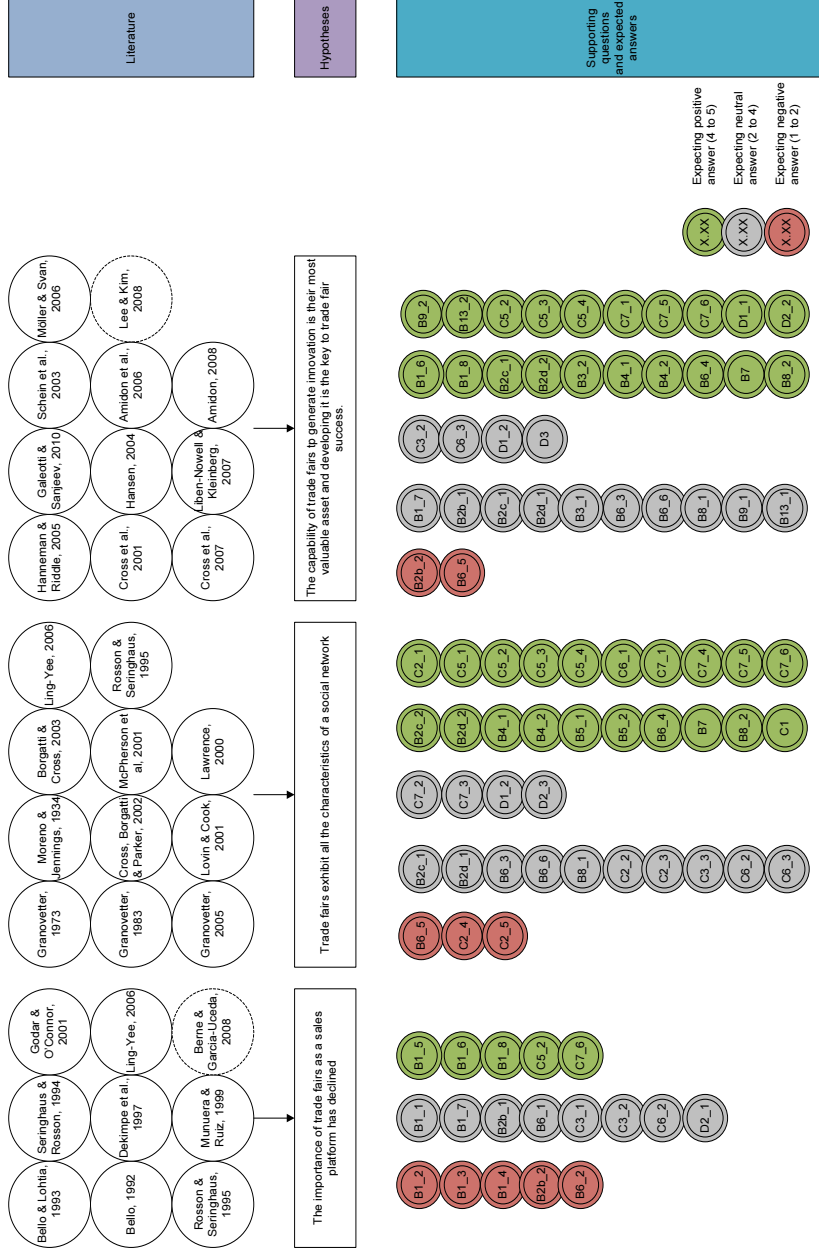 Bello & Lohtia,
1993
Seringhaus &
Rosson, 1994
Godar &
O'Connor,
2001
Bello, 1992
Dekimpe et al.,
1997
Ling-Yee, 2006
Rosson &
Seringhaus,
1995
Munuera &
Ruiz, 1999
Berne &
García-Uceda,
2008
Granovetter,
1973
Moreno &
Jennings, 1934
Borgatti &
Cross, 2003
Ling-Yee, 2006
Granovetter,
1983
Cross, Borgatti
& Parker, 2002
McPherson et
al, 2001
Rosson &
Seringhaus,
1995
Granovetter,
2005
Lovin & Cook,
2001
Lawrence,
2000
Hanneman &
Riddle, 2005
Galeotti &
Sanjeev, 2010
Schein et al.,
2003
Möller & Svan,
2006
Cross et al.,
2001
Hansen, 2004
Amidon et al.,
2006
Lee & Kim,
2008
Cross et al.,
2007
Liben-Nowell &
Kleinberg,
2007
Amidon, 2008
Literature
The importance of trade fairs as a sales
platform has declined
Trade fairs exhibit all the characteristics of a social network
The capability of trade fairs to generate innovation is their most
valuable asset and developing it is the key to trade fair
success.
Hypotheses
B1_2
B1_3
B1_4
B2b_2
B6_2
B1_1
B1_7
B2b_1
B6_1
C3_1
C3_2
C6_2
D2_1
B1_5
B1_6
B1_8
C5_2
C7_6
B6_5
C2_4
C2_5
B2c_1
B2d_1
B6_3
B6_6
B8_1
C2_2
C2_3
C3_3
C6_2
C6_3
C7_2
C7_3
D1_2
D2_3
B2c_2
B2d_2
B4_1
B4_2
B5_1
B5_2
B6_4
B7
B8_2
C1
C2_1
C5_1
C5_2
C5_3
C5_4
C6_1
C7_1
C7_4
C7_5
C7_6
B2b_2
B6_5
B1_7
B2b_1
B2c_1
B2d_1
B3_1
B6_3
B6_6
B8_1
B9_1
B13_1
C3_2
C6_3
D1_2
D3
B1_6
B1_8
B2c_1
B2d_2
B3_2
B4_1
B4_2
B6_4
B7
B8_2
B9_2
B13_2
C5_2
C5_3
C5_4
C7_1
C7_5
C7_6
D1_1
D2_2
Supporting
questions
and expected
answers
X.XX
Expecting positive
answer (4 to 5)
X.XX
Expecting neutral
answer (2 to 4)
X.XX
Expecting negative
answer (1 to 2)